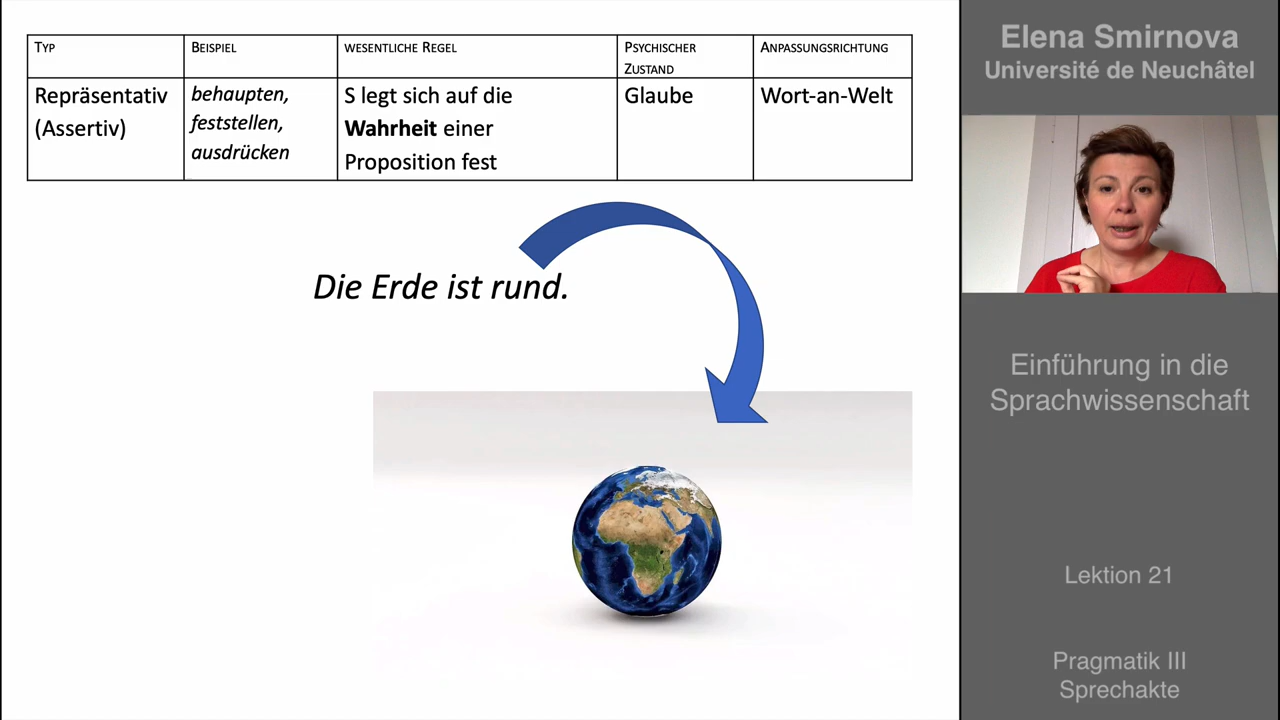 Typ
Beispiel
wesentliche Regel
Psychischer
Zustand
Anpassungsrichtung
Repräsentativ
(Assertiv)
behaupten,
feststellen,
ausdrücken
S legt sich auf die
Wahrheit einer
Proposition fest
Glaube
Wort-an-Welt
Die Erde ist rund.
Elena Smirnova
Université de Neuchâtel
Einführung in die
Sprachwissenschaft
Lektion 21
Pragmatik III
Sprechakte